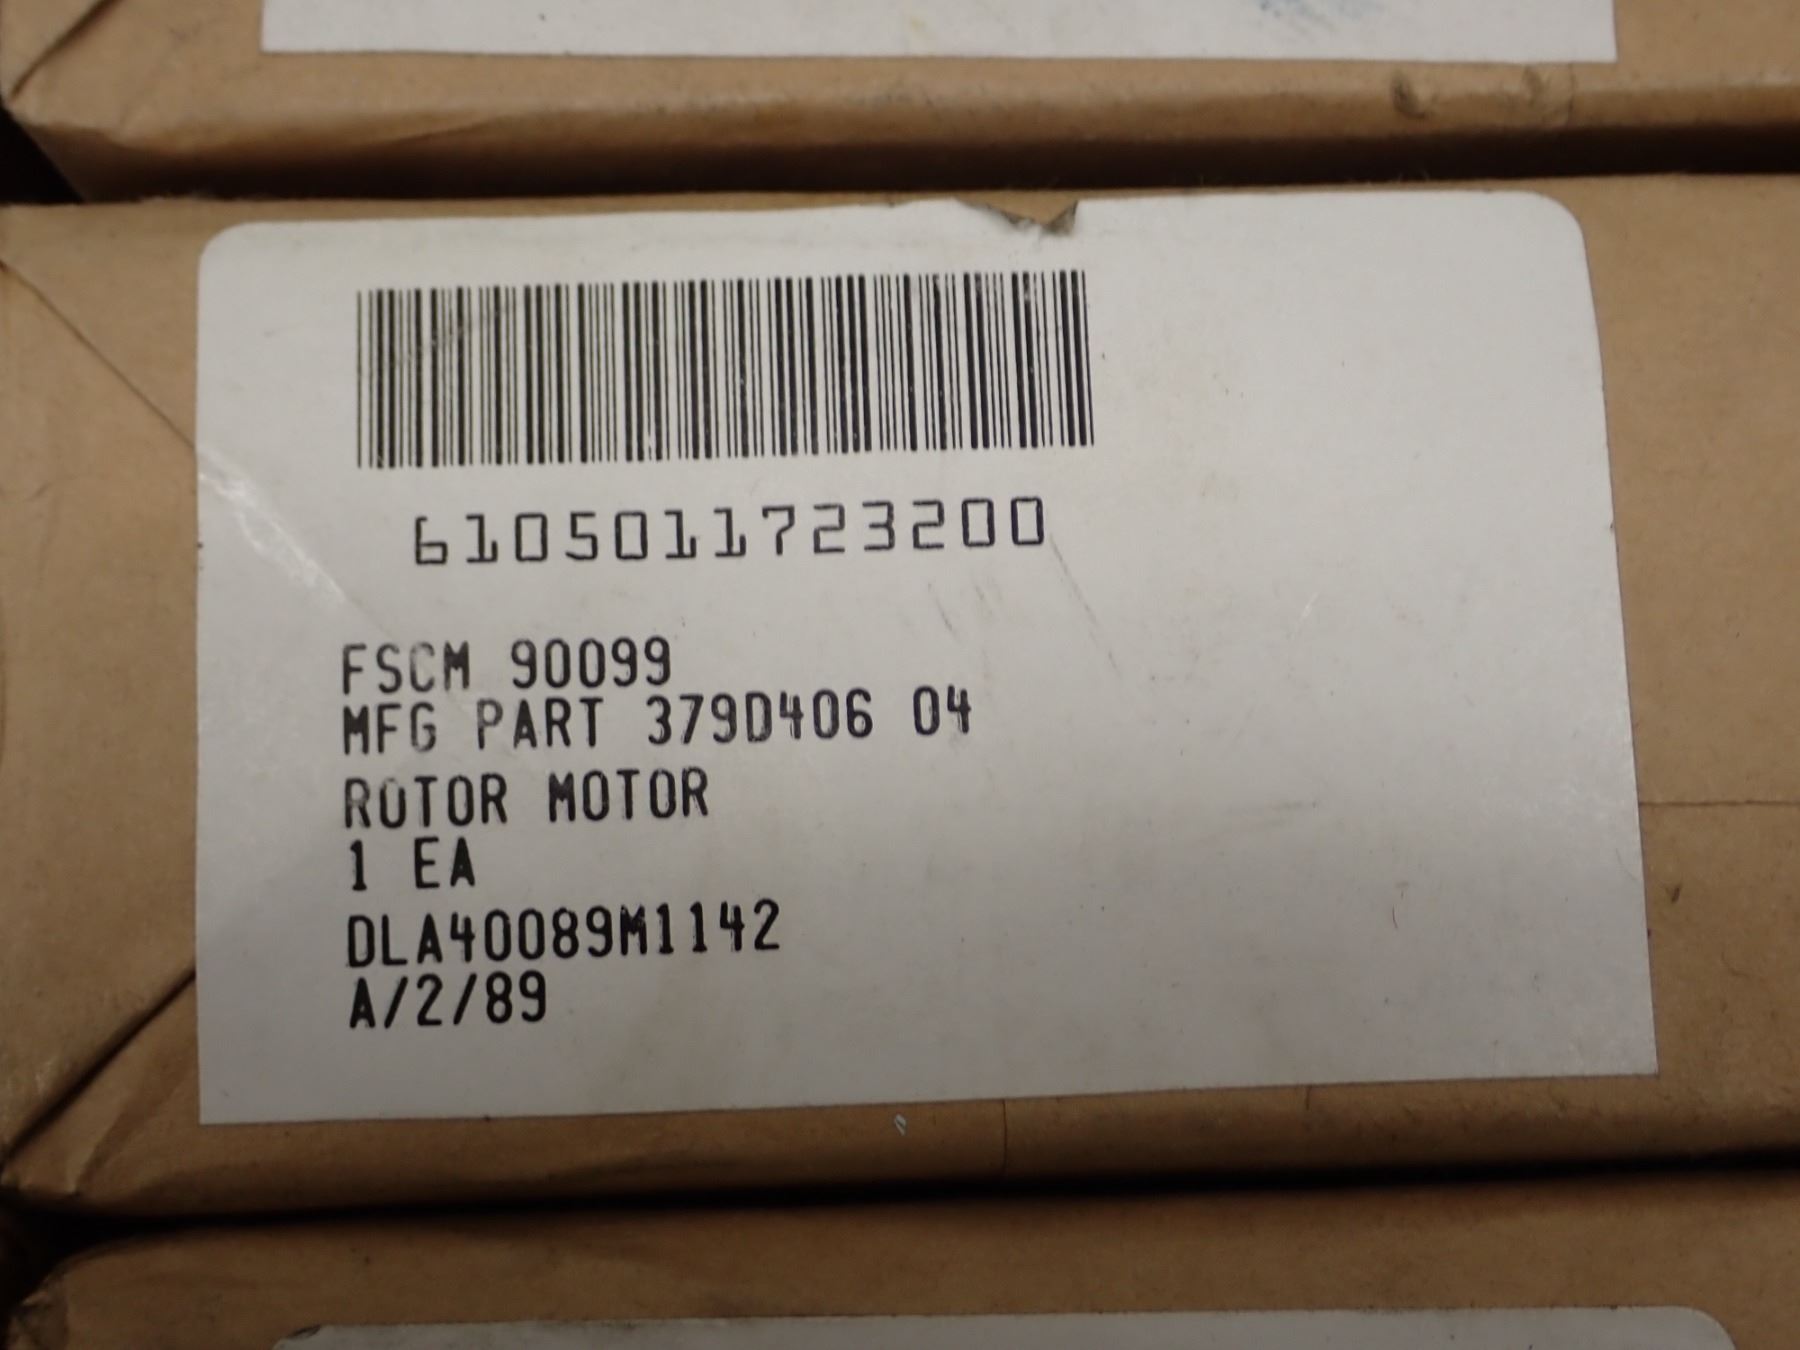 6105011723200
FSCM 90099
MFG PART 379D406 04
ROTOR MOTOR
1 EA
DLA40089M1142
A/2/89